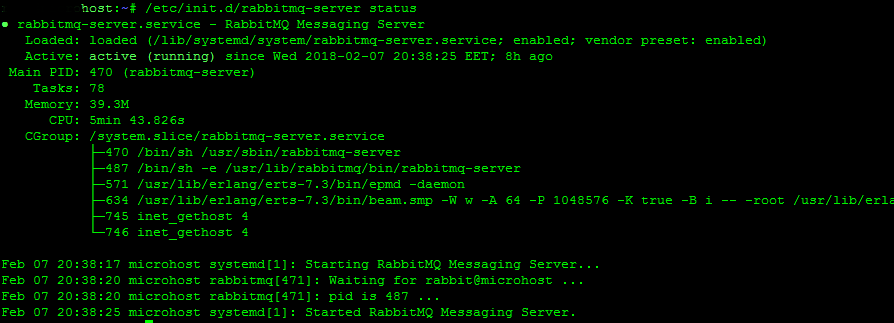 host:~# /etc/init.d/rabbitmq-server status
● rabbitmq-server.service - RabbitMQ Messaging Server
   Loaded: loaded (/lib/systemd/system/rabbitmq-server.service; enabled; vendor preset: enabled)
   Active: active (running) since Wed 2018-02-07 20:38:25 EET; 8h ago
 Main PID: 470 (rabbitmq-server)
    Tasks: 78
   Memory: 39.3M
      CPU: 5min 43.826s
   CGroup: /system.slice/rabbitmq-server.service
           ├─470 /bin/sh /usr/sbin/rabbitmq-server
           ├─487 /bin/sh -e /usr/lib/rabbitmq/bin/rabbitmq-server
           ├─571 /usr/lib/erlang/erts-7.3/bin/epmd -daemon
           ├─634 /usr/lib/erlang/erts-7.3/bin/beam.smp -W w -A 64 -P 1048576 -K true -B i -- -root /usr/lib/erla
           ├─745 inet_gethost 4
           └─746 inet_gethost 4
Feb 07 20:38:17 microhost systemd[1]: Starting RabbitMQ Messaging Server...
Feb 07 20:38:20 microhost rabbitmq[471]: Waiting for rabbit@microhost ...
Feb 07 20:38:20 microhost rabbitmq[471]: pid is 487 ...
Feb 07 20:38:25 microhost systemd[1]: Started RabbitMQ Messaging Server.